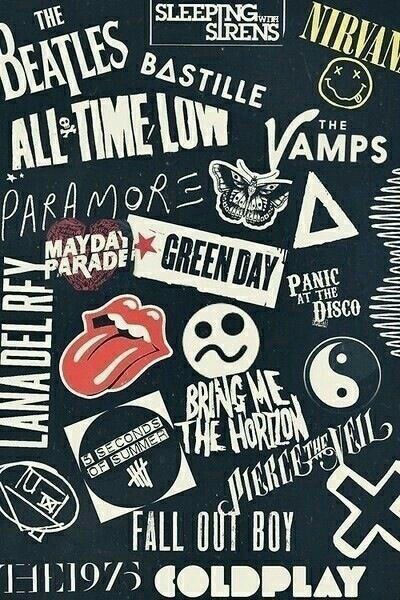 THE
BEATLES
SLEEPING WITH
SIRENS
NIRVAN
BASTILLE
ALL TIME LOW
THE
VAMPS
PARAMORE
MAYDAY
PARADE
GREEN DAY
PANIC
AT THE
DISCO
LANA DEL REY
BRING ME
THE HORIZON
5 SECONDS
OF SUMMER
PIERCE THE VEIL
FALL OUT BOY
THE 1975
COLDPLAY